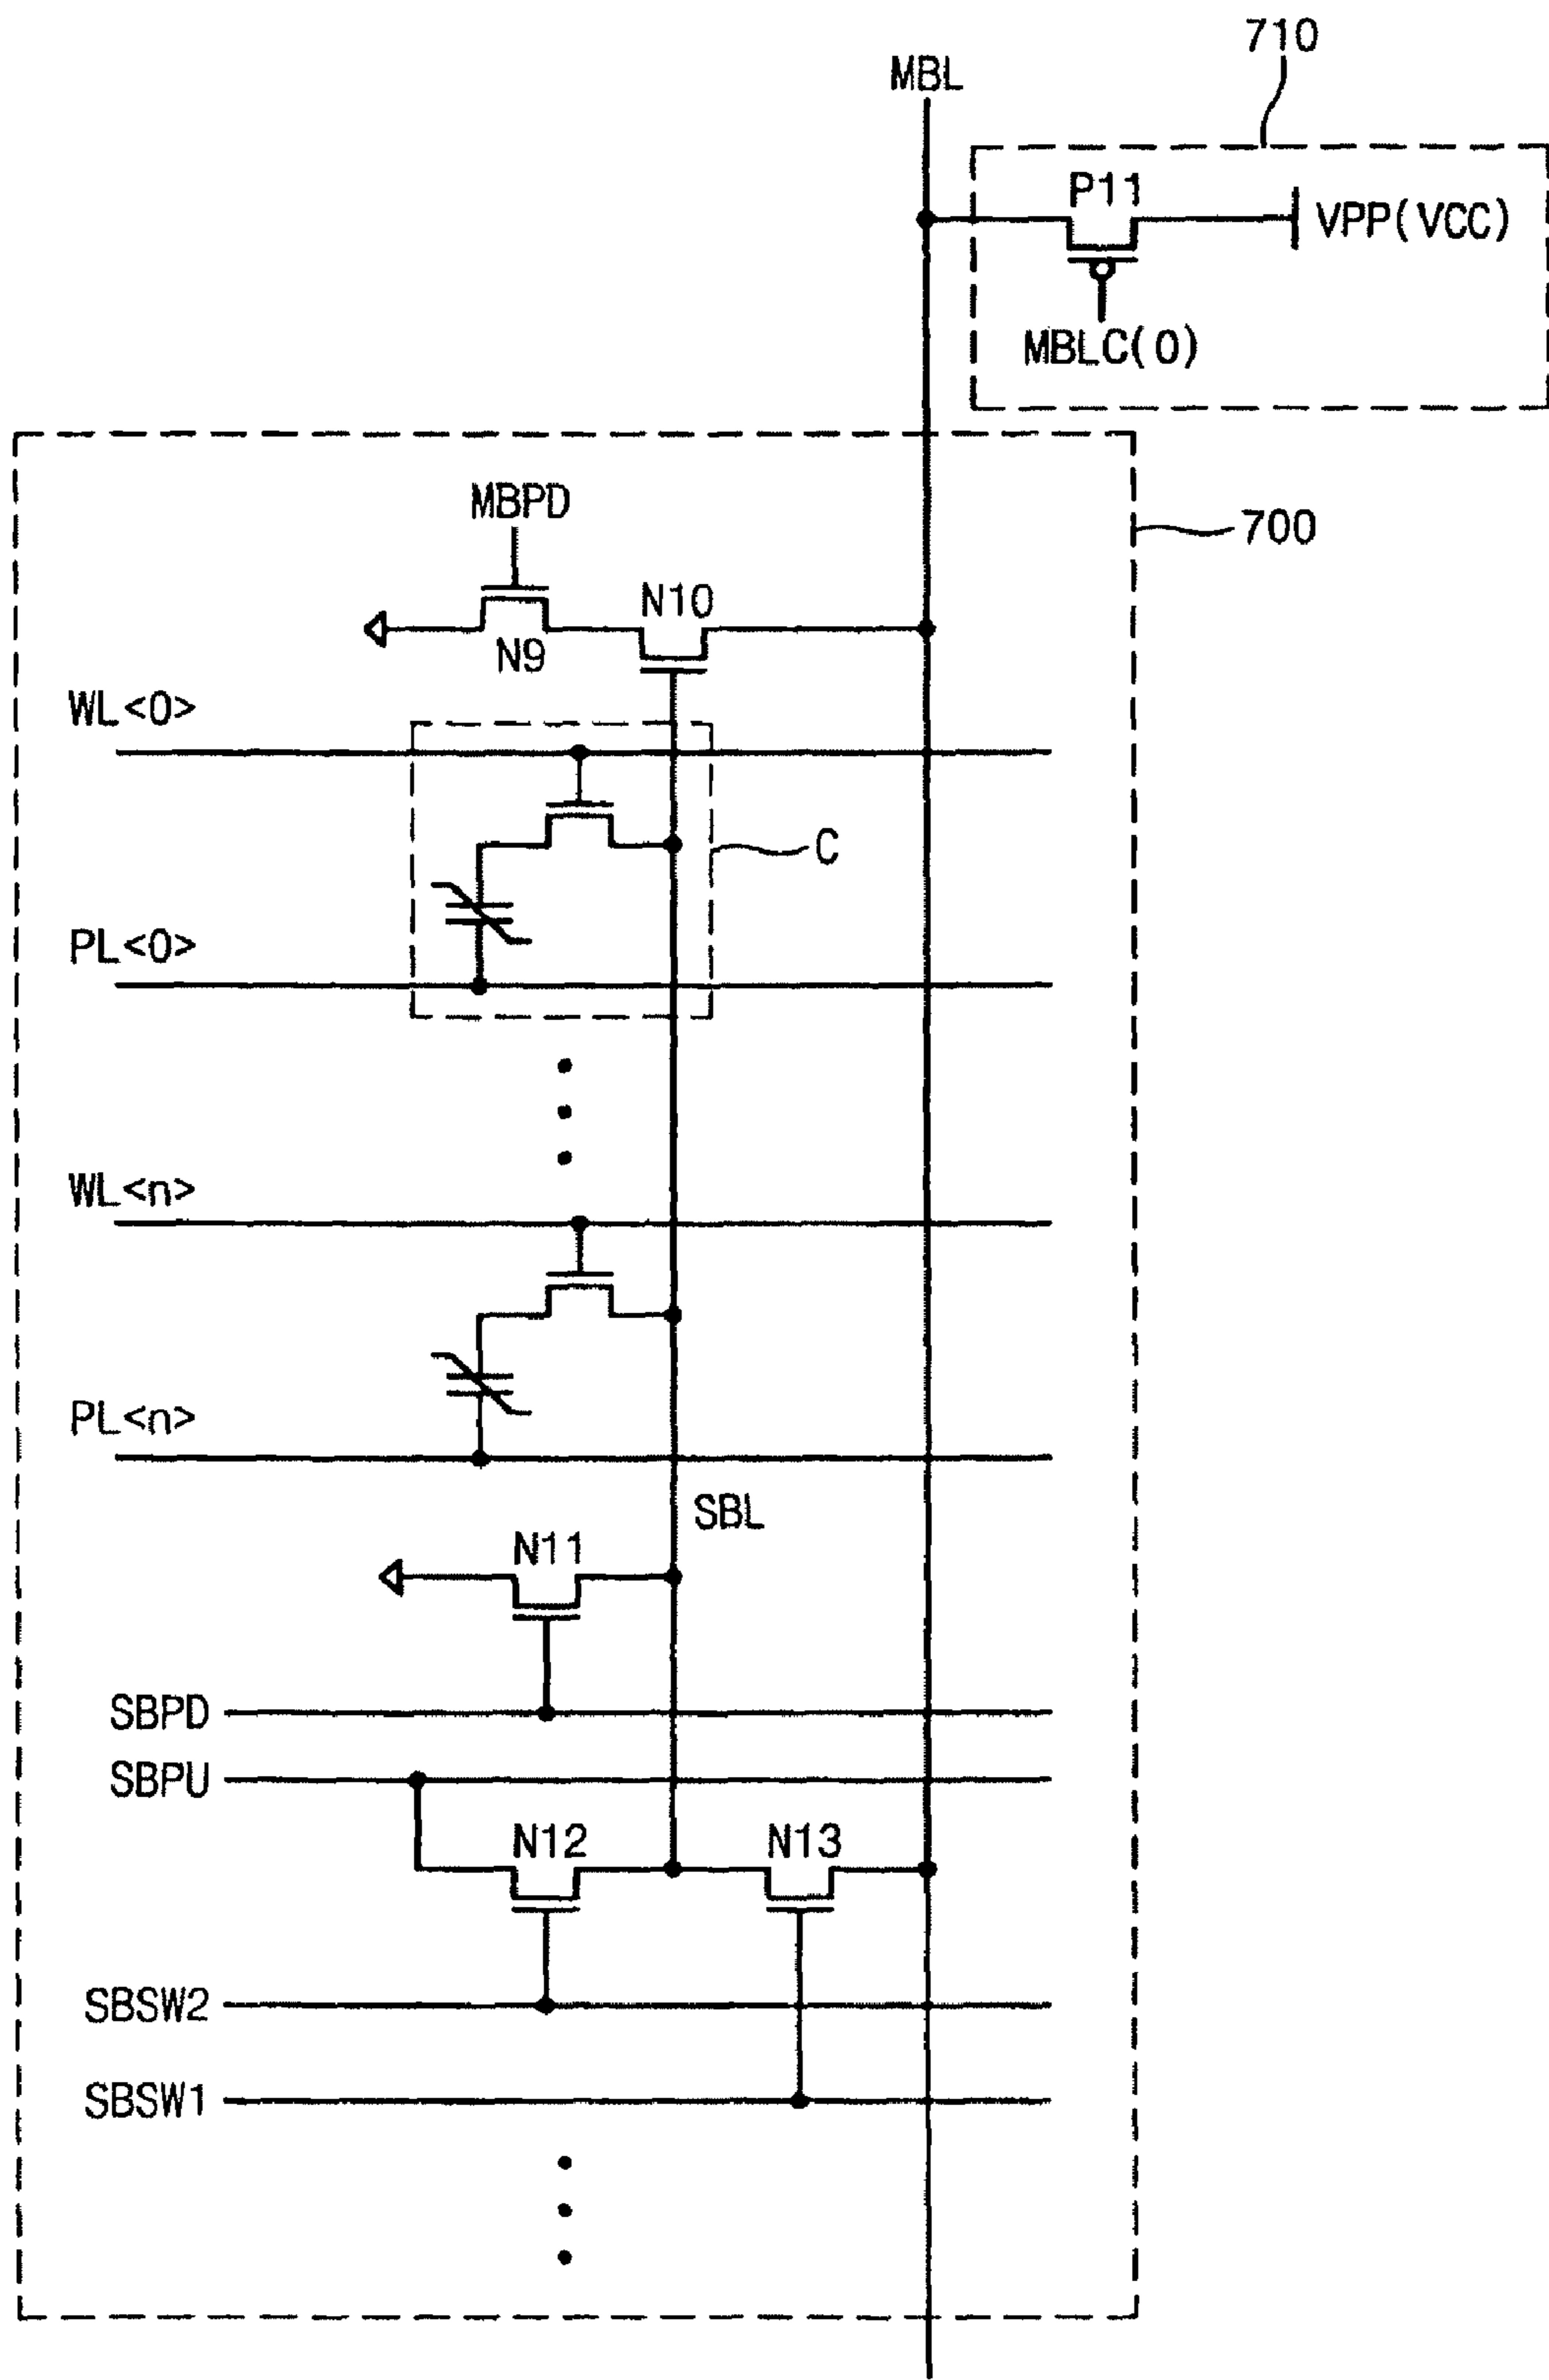 710
MBL
P11
VPP(VCC)
MBLC(0)
MBPD
700
N10
N9
WL<0>
C
PL<0>
WL<n>
PL<n>
SBL
N11
SBPD
SBPU
N12
N13
SBSW2
SBSW1